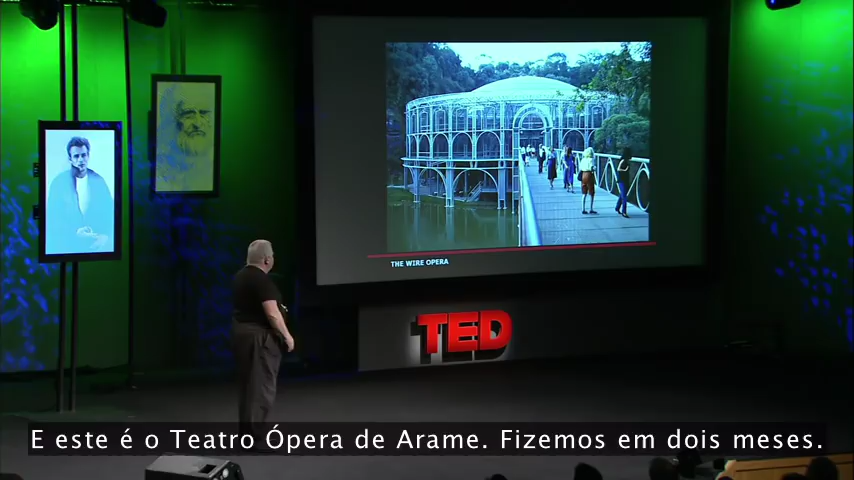 THE WIRE OPERA
TED
E este é o Teatro Ópera de Arame. Fizemos em dois meses.